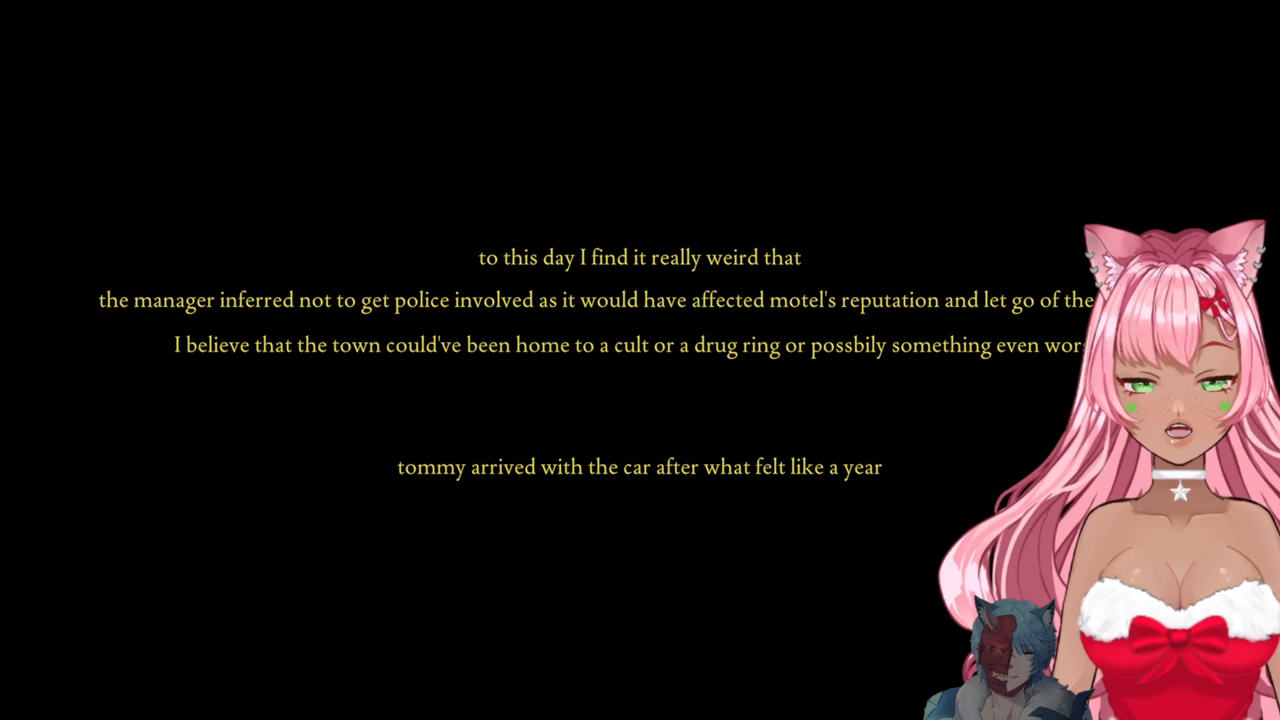 to this day I find it really weird that
the manager inferred not to get police involved as it would have affected motel's reputation and let go of the
I believe that the town could've been home to a cult or a drug ring or possbily something even
tommy arrived with the car after what felt like a year